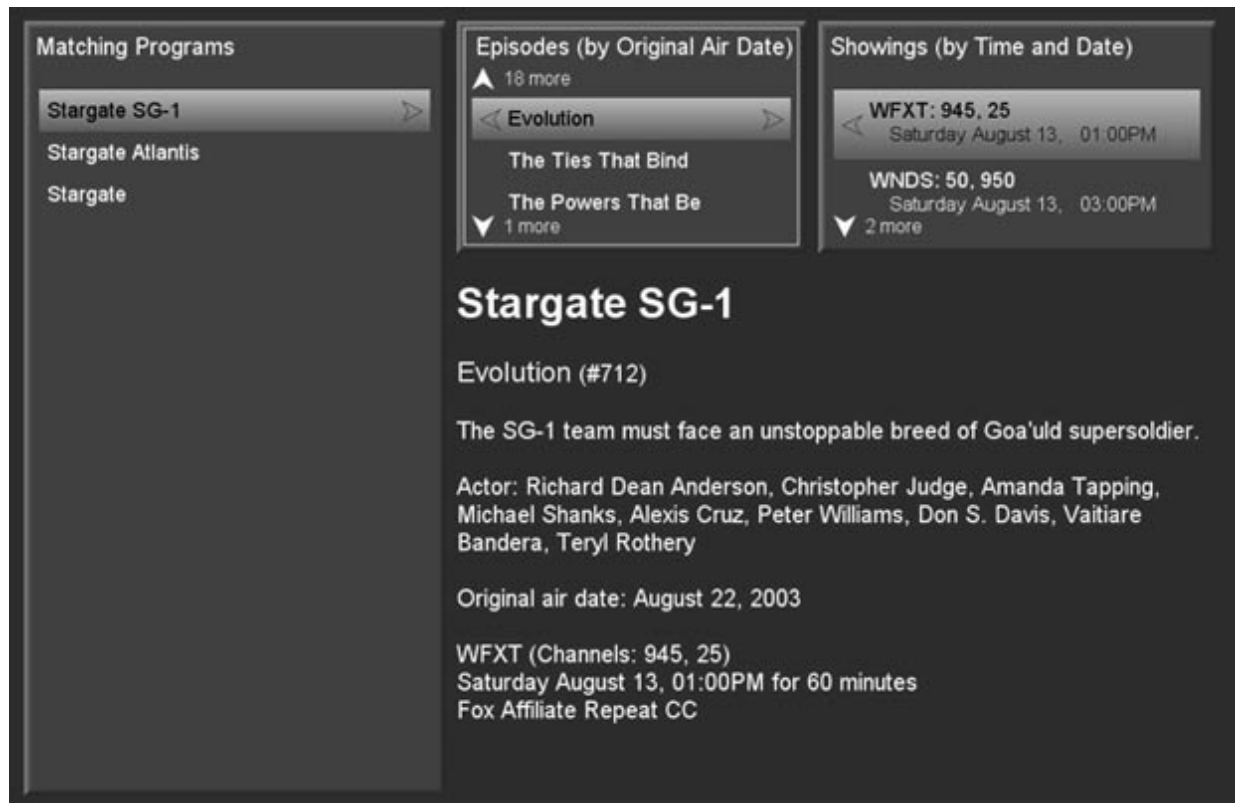 Matching Programs
Stargate SG-1
Stargate Atlantis
Stargate
Episodes (by Original Air Date)
18 more
Evolution
The Ties That Bind
The Powers That Be
1 more
Showings (by Time and Date)
WFXT: 945, 25
Saturday August 13, 01:00PM
WNDS: 50, 950
Saturday August 13, 03:00PM
2 more
Stargate SG-1
Evolution (#712)
The SG-1 team must face an unstoppable breed of Goa'uld supersoldier.
Actor: Richard Dean Anderson, Christopher Judge, Amanda Tapping,
Michael Shanks, Alexis Cruz, Peter Williams, Don S. Davis, Vaitiare
Bandera, Teryl Rothery
Original air date: August 22, 2003
WFXT (Channels: 945, 25)
Saturday August 13, 01:00PM for 60 minutes
Fox Affiliate Repeat CC